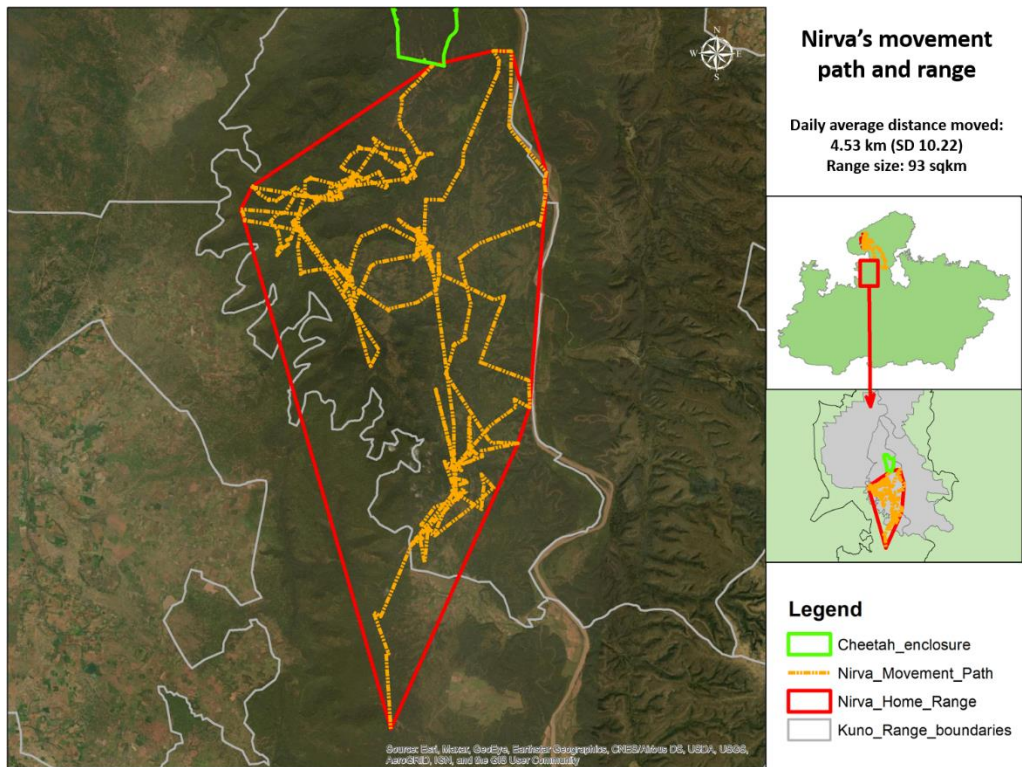 Nirva's movement
path and range
Daily average distance moved:
4.53 km (SD 10.22)
Range size: 93 sqkm
N
W E
S
Legend
Cheetah_enclosure
Nirva_Movement_Path
Nirva_Home_Range
Kuno_Range_boundaries
Source: Esri, Maxar, GeoEye, Earthstar Geographics, CNES/Airbus DS, USDA, USGS,
AeroGRID, IGN, and the GIS User Community